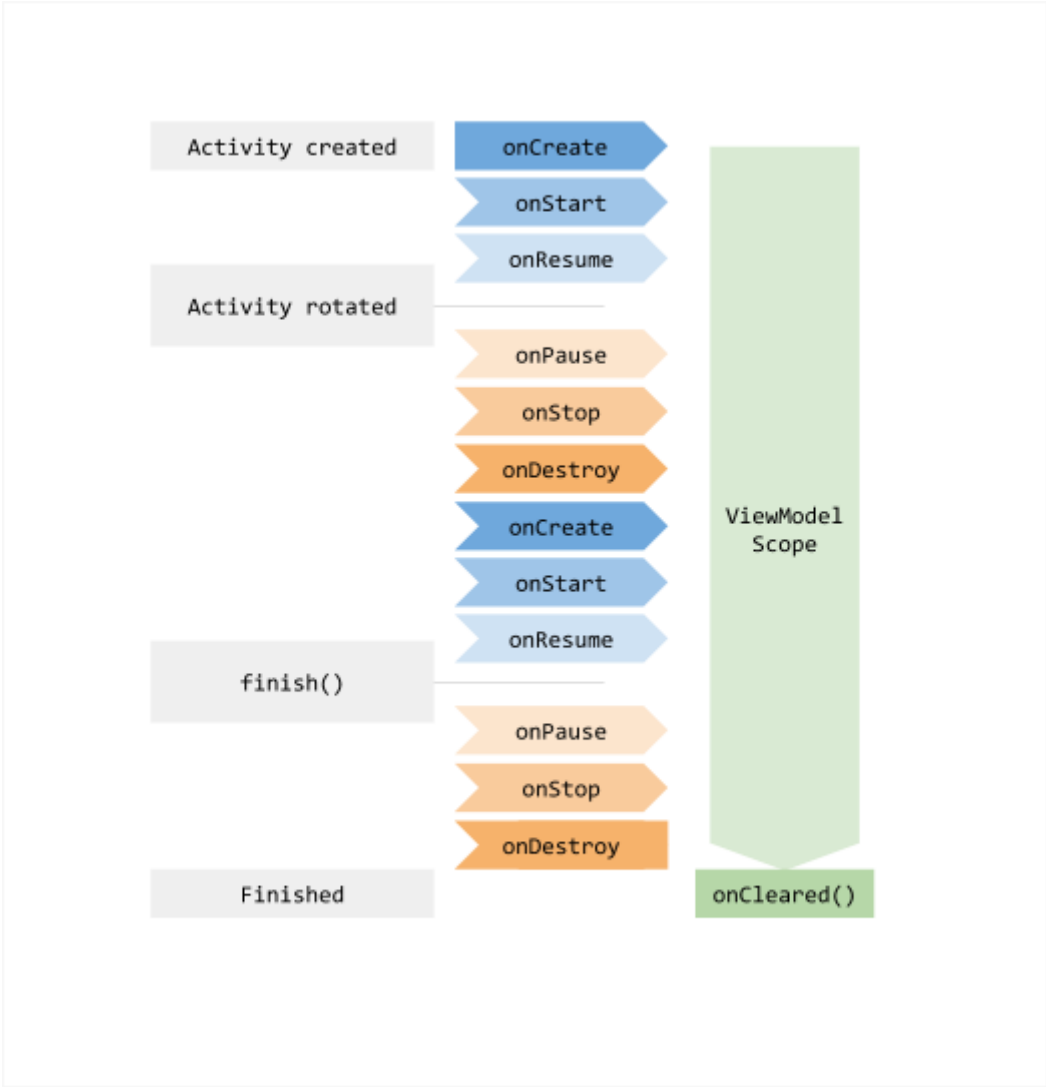 Activity created
onCreate
onStart
onResume
Activity rotated
onPause
onStop
onDestroy
onCreate
onStart
onResume
ViewModel
Scope
finish()
onPause
onStop
onDestroy
Finished
onCleared()